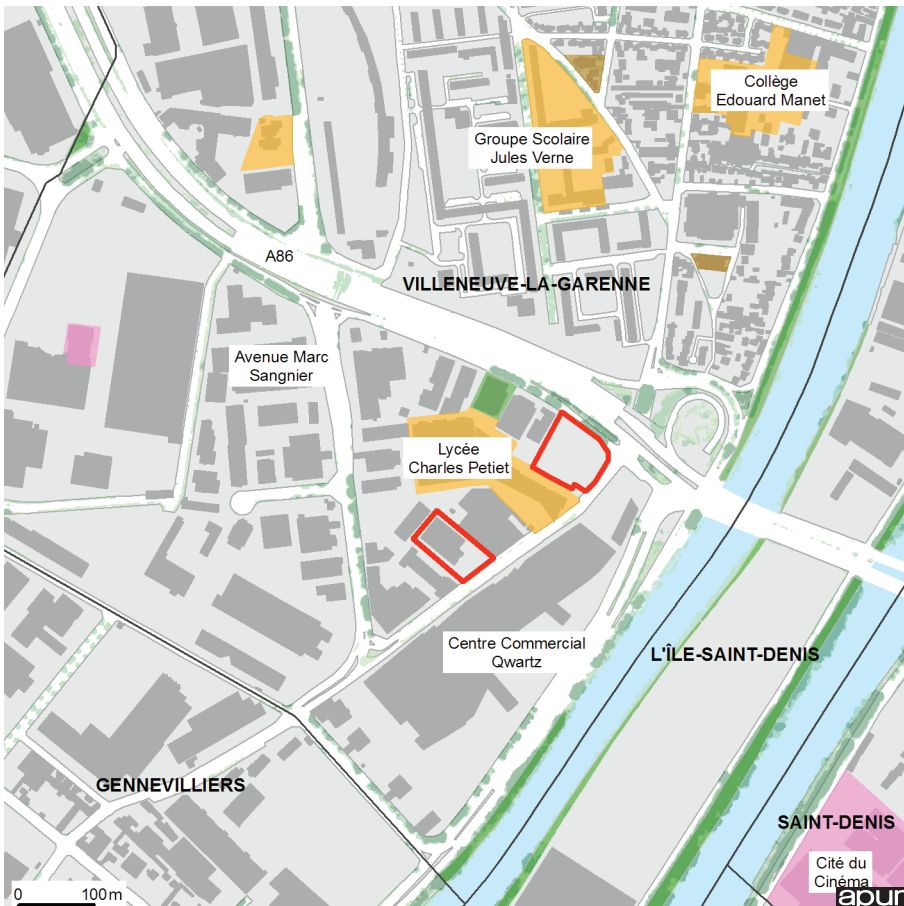 Collège
Edouard Manet
Groupe Scolaire
Jules Verne
A86
VILLENEUVE-LA-GARENNE
Avenue Marc
Sangnier
Lycée
Charles Petiet
Centre Commercial
Qwartz
L'ÎLE-SAINT-DENIS
GENNEVILLIERS
SAINT-DENIS
Cité du
Cinéma
0 100 m
apur